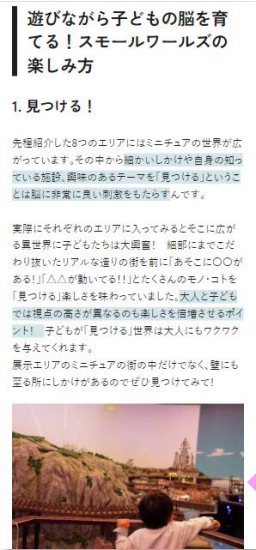 遊びながら子どもの脳を育
てる！スモールワールズの
楽しみ方
1. 見つける！
先程紹介した8つのエリアにはミニチュアの世界が広
がっています。その中から細かいしかけや自身の知っ
ている施設、興味のあるテーマを「見つける」というこ
とは脳に非常に良い刺激をもたらすんです。
実際にそれぞれのエリアに入ってみるとそこに広が
る異世界に子どもたちは大興奮！　細部にまでこだ
わり抜いたリアルな造りの街を前に「あそこに〇〇が
ある！」「△△が動いてる！！」とたくさんのモノ・コトを
「見つける」楽しさを味わっていました。大人と子ども
では視点の高さが異なるのも楽しさを倍増させるポイ
ント！　子どもが「見つける」世界は大人にもワクワク
を与えてくれます。
展示エリアのミニチュアの街の中だけでなく、壁にも
至る所にしかけがあるのでぜひ見つけてみて！